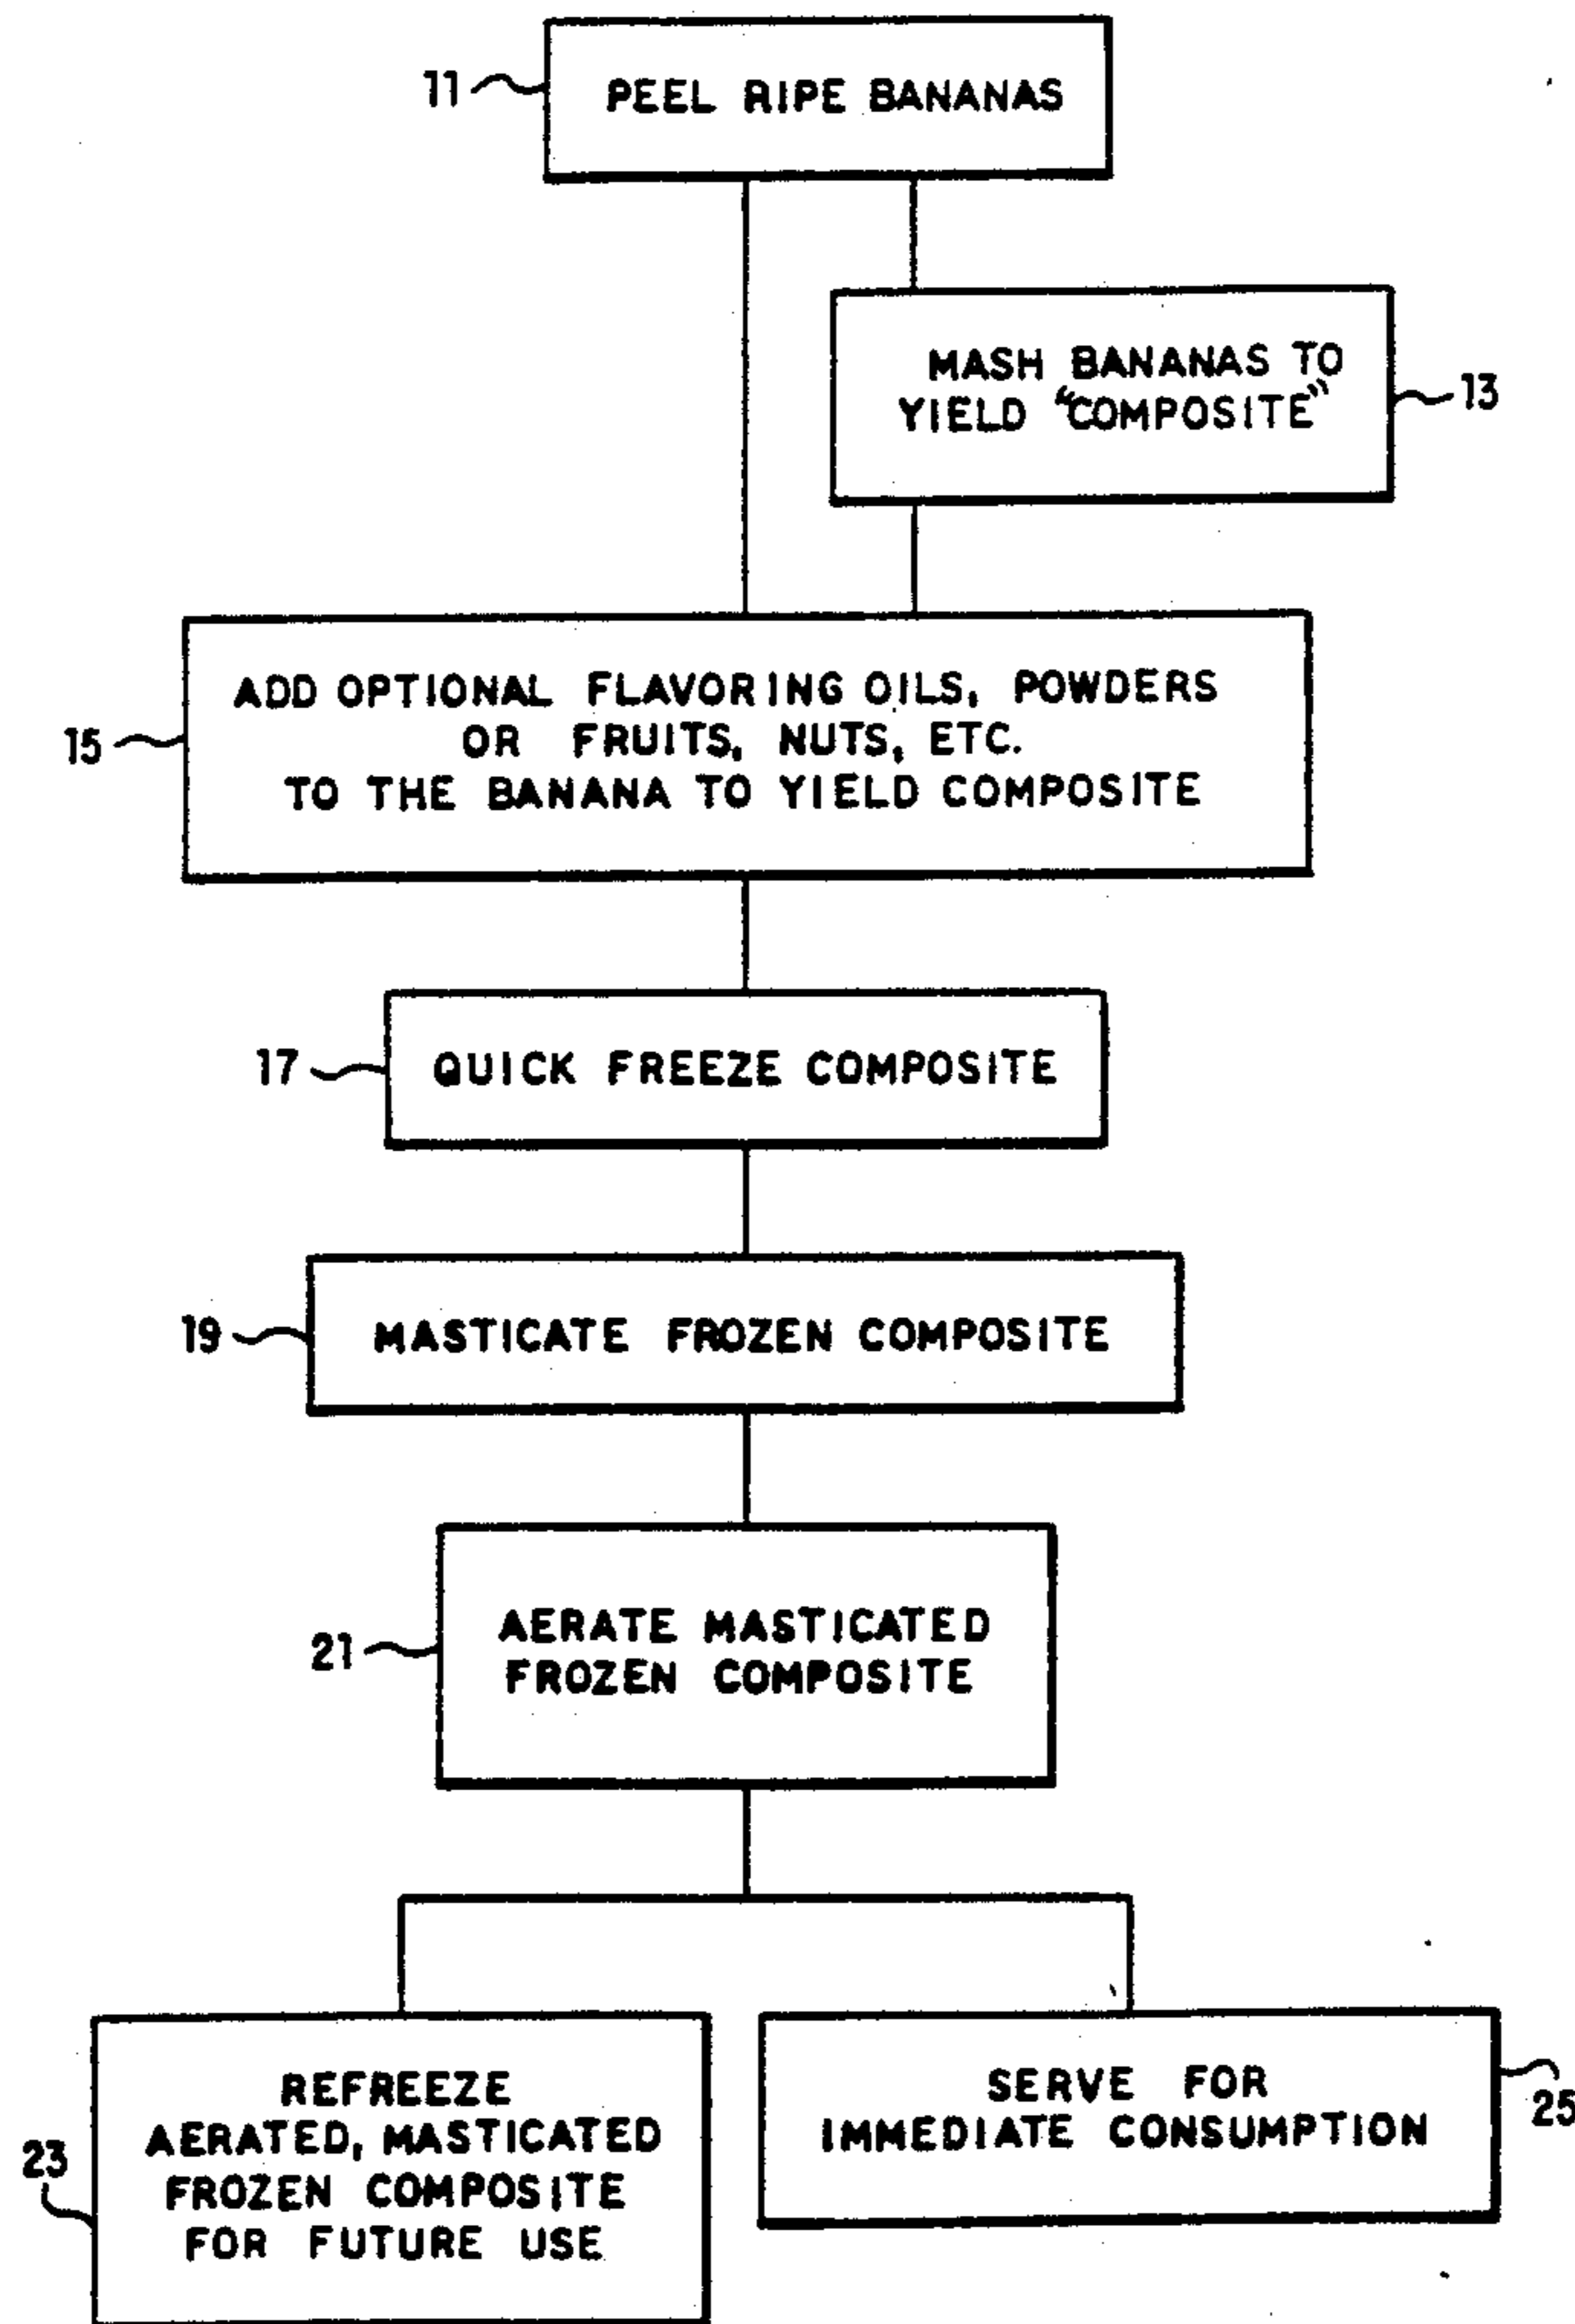 11
PEEL RIPE BANANAS
MASH BANANAS TO
YIELD "COMPOSITE"
13
ADD OPTIONAL FLAVORING OILS, POWDERS
OR FRUITS, NUTS, ETC.
TO THE BANANA TO YIELD COMPOSITE
15
17
QUICK FREEZE COMPOSITE
19
MASTICATE FROZEN COMPOSITE
21
AERATE MASTICATED
FROZEN COMPOSITE
23
REFREEZE
AERATED, MASTICATED
FROZEN COMPOSITE
FOR FUTURE USE
SERVE FOR
IMMEDIATE CONSUMPTION
25